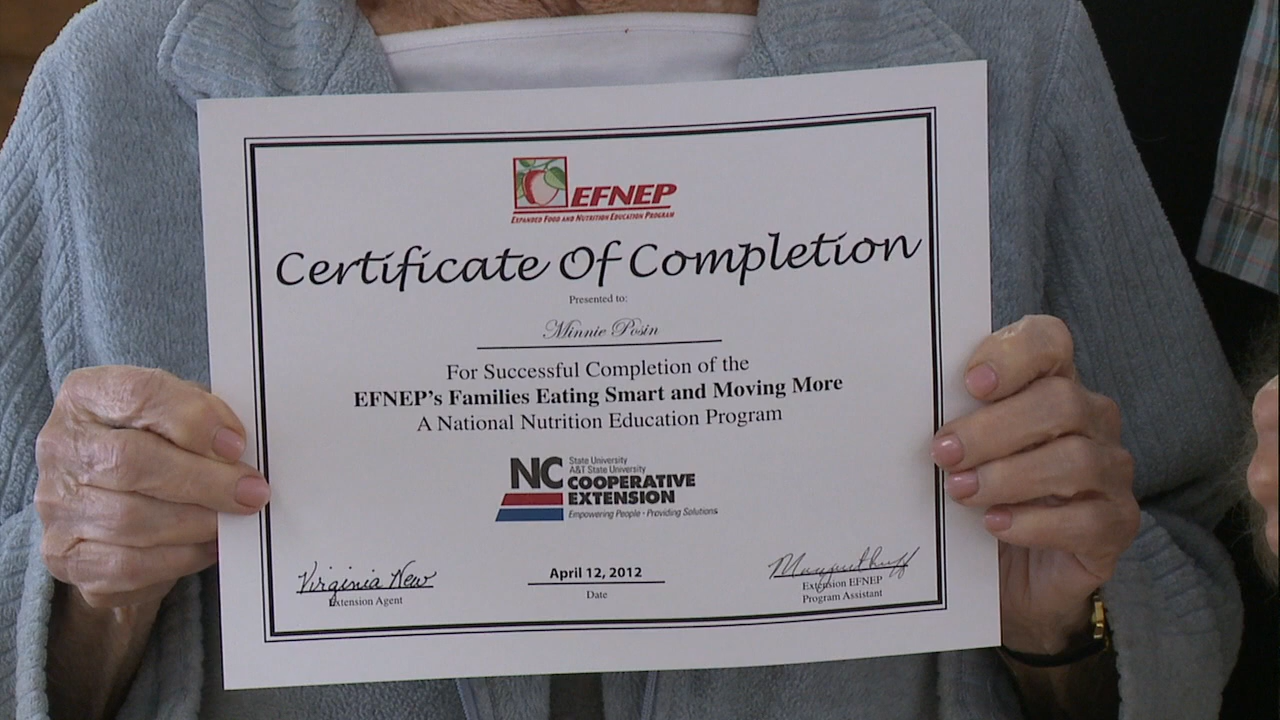 EFNEP
EXPANDED FOOD AND NUTRITION EDUCATION PROGRAM
Certificate Of Completion
Presented to:
Minnie Posin
For Successful Completion of the
EFNEP's Families Eating Smart and Moving More
A National Nutrition Education Program
NC State University
A&T State University
COOPERATIVE
EXTENSION
Empowering People · Providing Solutions
Virginia New
Extension Agent
April 12, 2012
Date
Extension EFNEP
Program Assistant